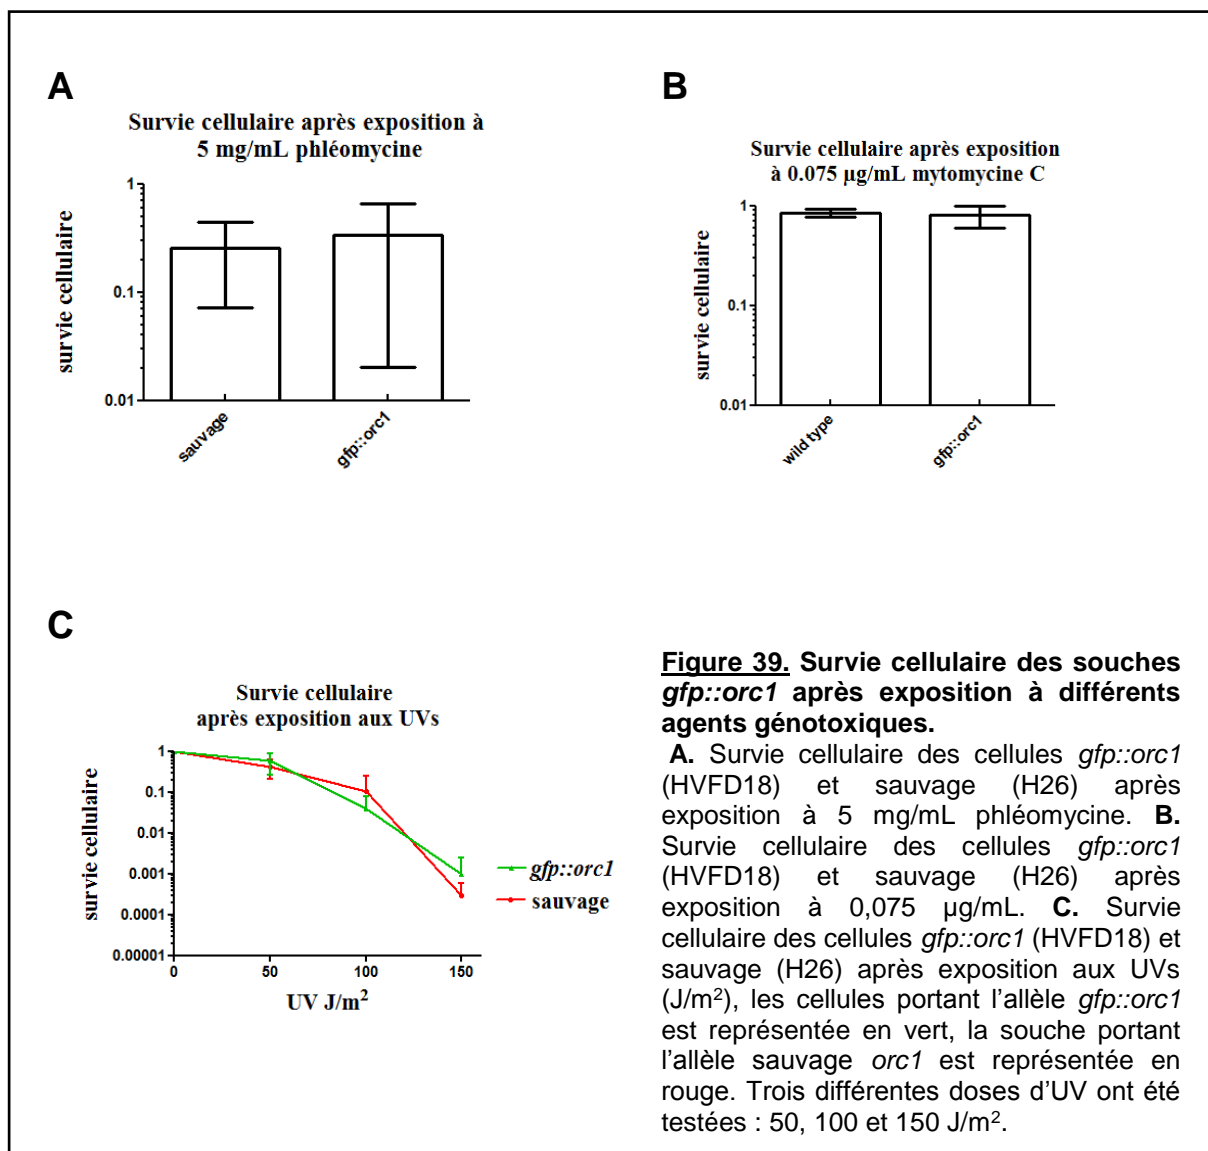 A
Survie cellulaire après exposition à
5 mg/mL phléomycine
survie cellulaire
1
0.1
0.01
sauvage
gfp::orc1
B
Survie cellulaire après exposition
à 0.075 µg/mL mytomycine C
survie cellulaire
1
0.1
0.01
wild type
gfp::orc1
C
Survie cellulaire
après exposition aux UVs
survie cellulaire
1
0.1
0.01
0.001
0.0001
0.00001
0
50
100
150
UV J/m²
gfp::orc1
sauvage
Figure 39. Survie cellulaire des souches
gfp::orc1 après exposition à différents
agents génotoxiques.
A. Survie cellulaire des cellules gfp::orc1
(HVFD18) et sauvage (H26) après
exposition à 5 mg/mL phléomycine. B.
Survie cellulaire des cellules gfp::orc1
(HVFD18) et sauvage (H26) après
exposition à 0,075 µg/mL. C. Survie
cellulaire des cellules gfp::orc1 (HVFD18) et
sauvage (H26) après exposition aux UVs
(J/m²), les cellules portant l’allèle gfp::orc1
est représentée en vert, la souche portant
l’allèle sauvage orc1 est représentée en
rouge. Trois différentes doses d’UV ont été
testées : 50, 100 et 150 J/m².